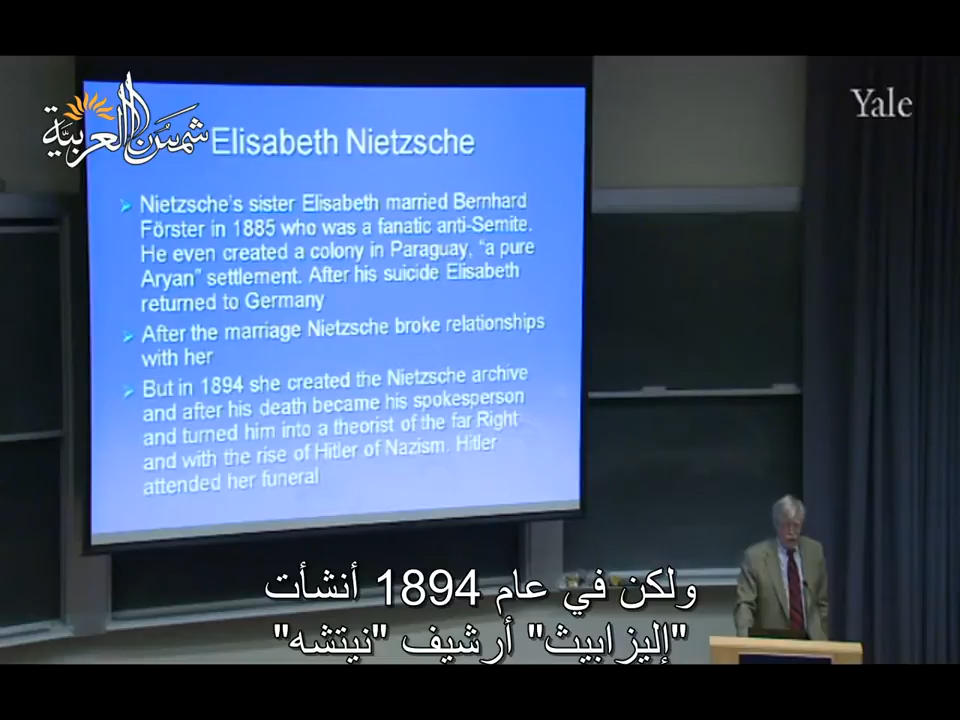 Yale
شمس العربية
Elisabeth Nietzsche
Nietzsche's sister Elisabeth married Bernhard
Förster in 1885 who was a fanatic anti-Semite.
He even created a colony in Paraguay, "a pure
Aryan" settlement. After his suicide Elisabeth
returned to Germany
After the marriage Nietzsche broke relationships
with her
But in 1894 she created the Nietzsche archive
and after his death became his spokesperson
and turned him into a theorist of the far Right
and with the rise of Hitler of Nazism. Hitler
attended her funeral
ولكن في عام 1894 أنشأت
"إليزابيث" أرشيف "نيتشه"